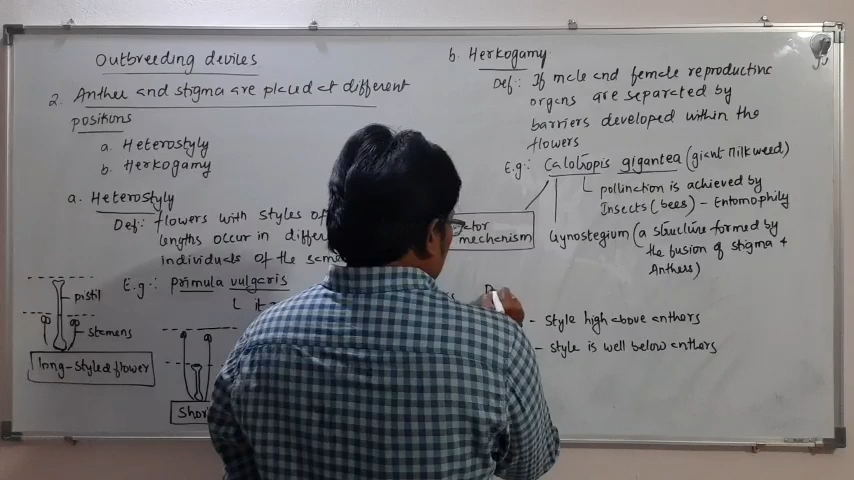 Outbreeding devices
2. Anther and stigma are placed at different
positions
a. Heterostyly
b. Herkogamy
a. Heterostyly
Def:: flowers with styles of
lengths occur in differ
individuals of the same
E.g:: primula vulgaris
pistil
stamens
long-styled flower
Shor
b. Herkogamy:
Def:: If male and female reproductive
organs are separated by
barriers developed within the
flowers
E.g:: Calotropis gigantea (giant milkweed)
pollination is achieved by
Insects (bees) - Entomophily
ator
mechanism
Gynostegium (a structure formed by
the fusion of stigma +
Anthers)
- Style high above anthers
- style is well below anthers